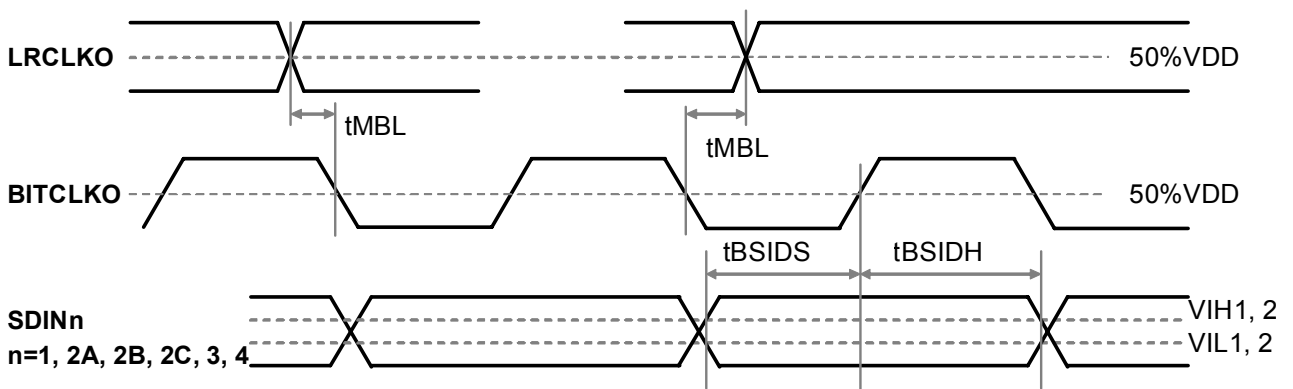 LRCLKO
50%VDD
tMBL
tMBL
BITCLKO
50%VDD
tBSIDS
tBSIDH
SDINn
n=1, 2A, 2B, 2C, 3, 4
VIH1, 2
VIL1, 2